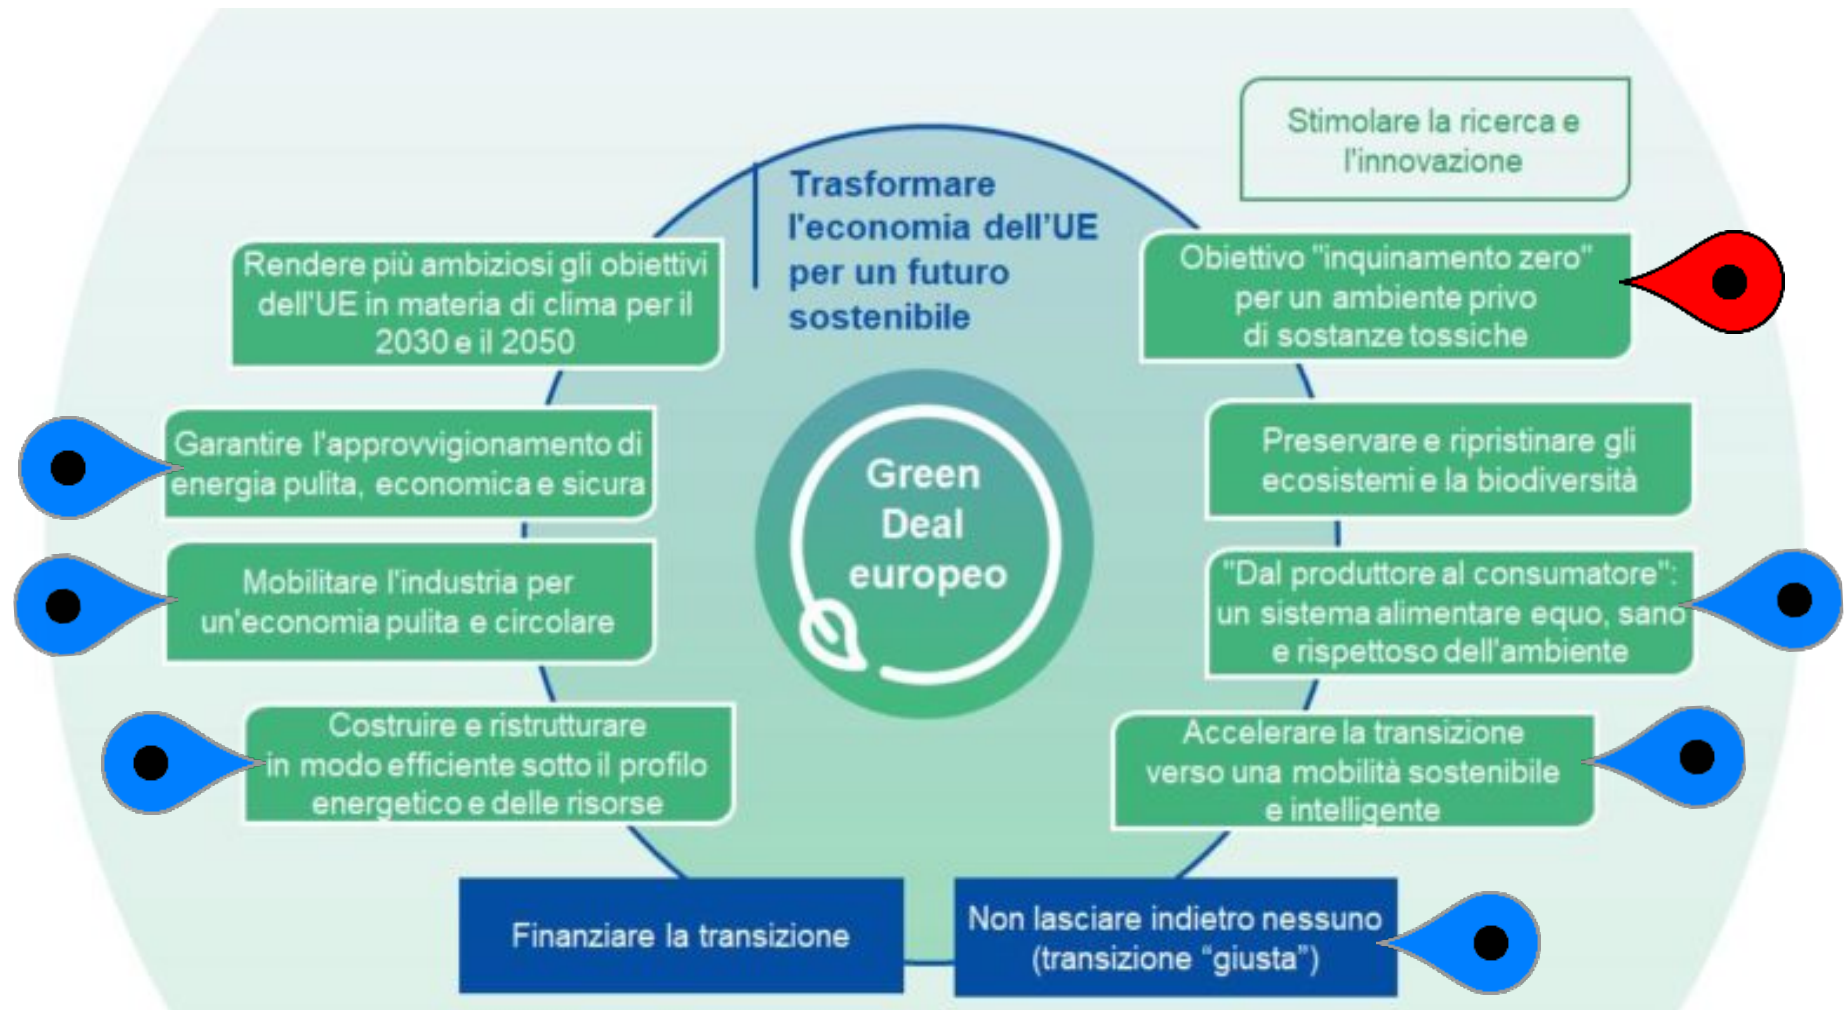 Stimolare la ricerca e
l'innovazione
Trasformare
l'economia dell'UE
per un futuro
sostenibile
Rendere più ambiziosi gli obiettivi
dell'UE in materia di clima per il
2030 e il 2050
Obiettivo "inquinamento zero"
per un ambiente privo
di sostanze tossiche
Garantire l'approvvigionamento di
energia pulita, economica e sicura
Preservare e ripristinare gli
ecosistemi e la biodiversità
Green
Deal
europeo
Mobilitare l'industria per
un'economia pulita e circolare
"Dal produttore al consumatore":
un sistema alimentare equo, sano
e rispettoso dell'ambiente
Costruire e ristrutturare
in modo efficiente sotto il profilo
energetico e delle risorse
Accelerare la transizione
verso una mobilità sostenibile
e intelligente
Finanziare la transizione
Non lasciare indietro nessuno
(transizione “giusta”)